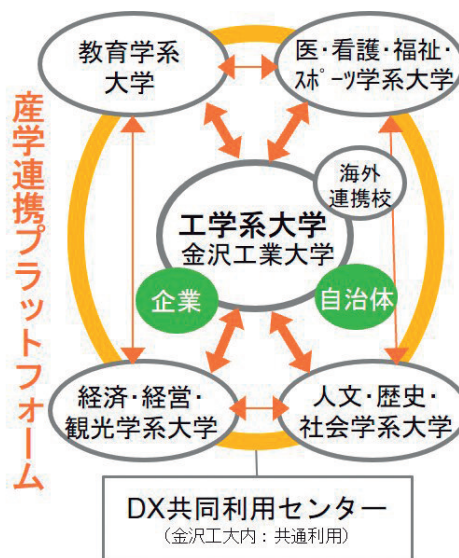 産学連携プラットフォーム
教育学系
大学
医・看護・福祉・
ｽﾎﾟｰﾂ学系大学
海外
連携校
工学系大学
金沢工業大学
企業
自治体
経済・経営・
観光学系大学
人文・歴史・
社会学系大学
DX共同利用センター
（金沢工大内：共通利用）